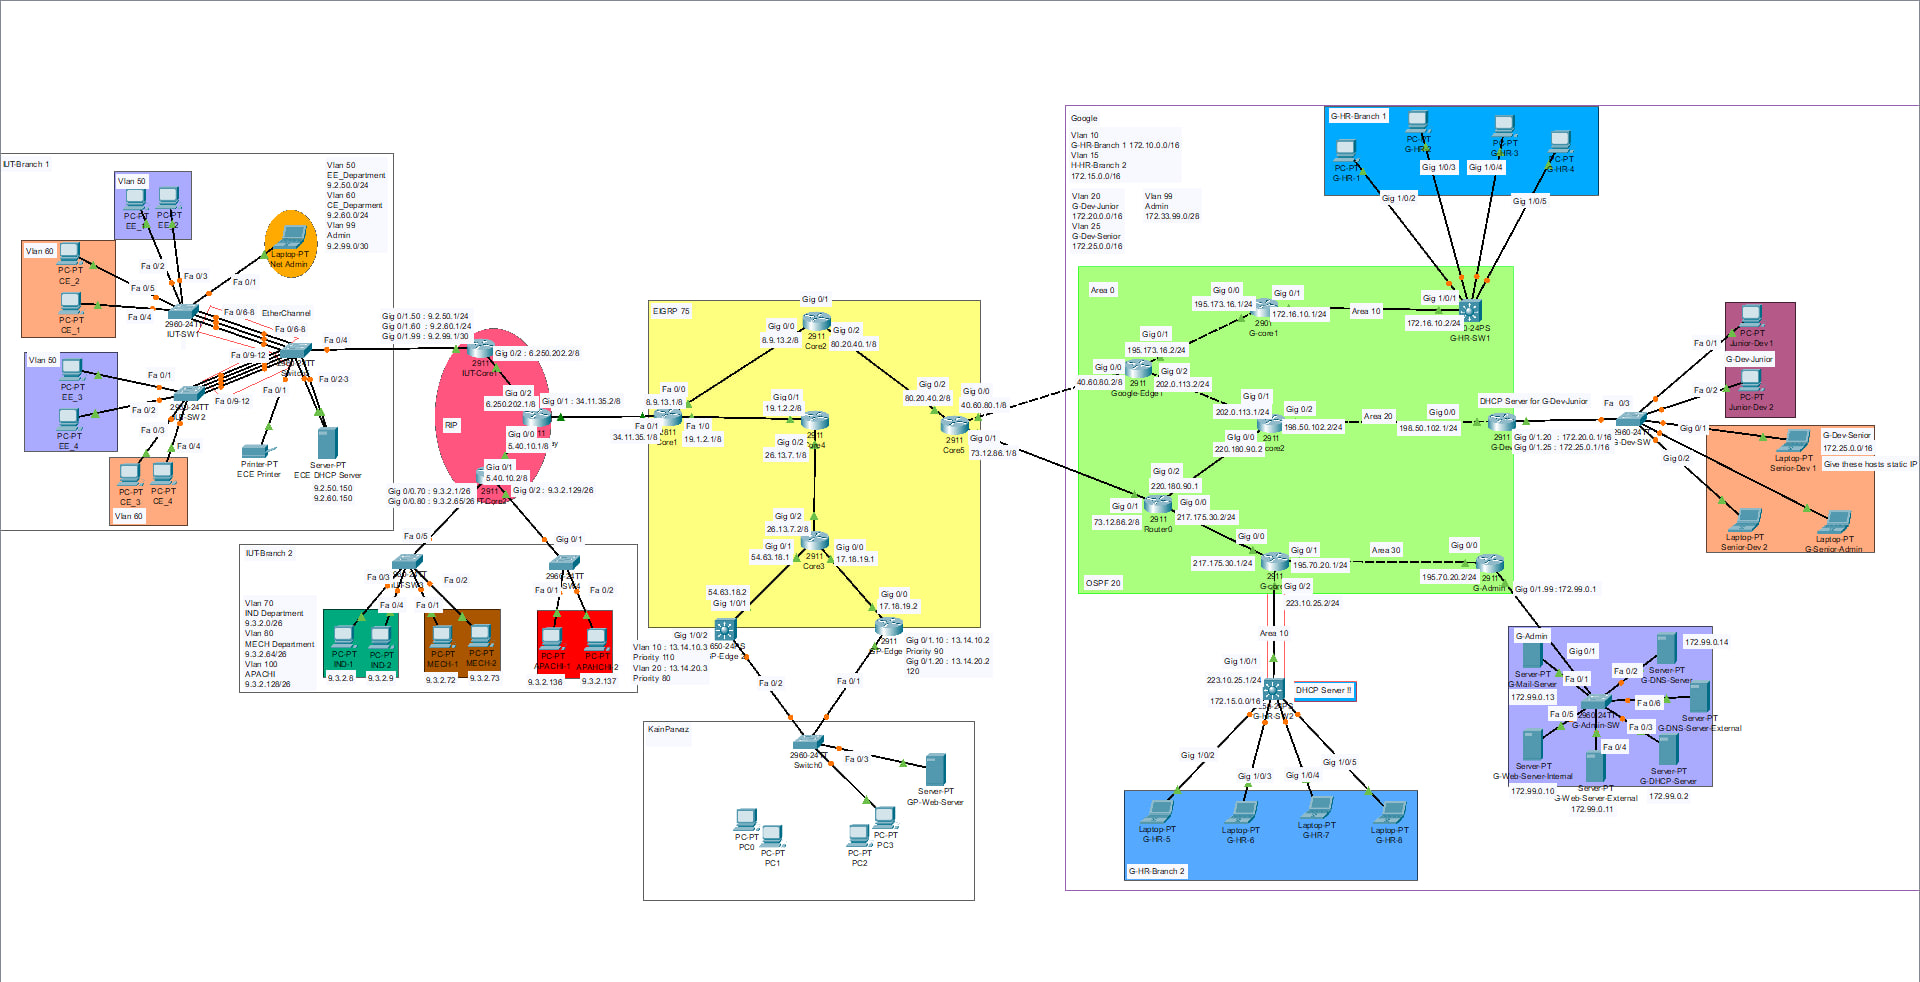 IUT-Branch 1
Vlan 50
EE_Department
9.2.50.0/24
Vlan 60
CE_Deparment
9.2.60.0/24
Vlan 99
Admin
9.2.99.0/30
Vlan 50
PC-PT
PC-PT
EE_2
Vlan 60
PC-PT
CE_2
PC-PT
CE_1
Laptop-PT
Net Admin
Fa 0/2
Fa 0/3
Fa 0/1
Fa 0/5
Fa 0/4
2960-24TT
IUT-SW1
Fa 0/6-8
EtherChannel
Fa 0/6-8
Fa 0/4
Fa 0/9-12
Fa 0/9-12
Fa 0/2-3
Fa 0/1
Vlan 50
PC-PT
EE_3
PC-PT
EE_4
Fa 0/1
Fa 0/2
Fa 0/3
Fa 0/4
PC-PT
CE_3
PC-PT
CE_4
Vlan 60
Printer-PT
ECE Printer
Server-PT
ECE DHCP Server
9.2.50.150
9.2.60.150
Gig 0/1.50 : 9.2.50.1/24
Gig 0/1.60 : 9.2.60.1/24
Gig 0/1.99 : 9.2.99.1/30
2911
IUT-Core1
Gig 0/2 : 6.250.202.2/8
Gig 0/2
6.250.202.1/8
Gig 0/1 : 34.11.35.2/8
RIP
Gig 0/0
5.40.10.1/8
Gig 0/1
5.40.10.2/8
2911
Gig 0/0.70 : 9.3.2.1/26
Gig 0/0.80 : 9.3.2.65/26
Gig 0/2 : 9.3.2.129/26
IUT-Branch 2
Fa 0/5
Gig 0/1
Fa 0/3
Fa 0/2
Fa 0/4
Fa 0/1
Fa 0/1
Fa 0/2
Vlan 70
IND Department
9.3.2.0/26
Vlan 80
MECH Department
9.3.2.64/26
Vlan 100
APACHI
9.3.2.128/26
PC-PT
IND-1
PC-PT
IND-2
PC-PT
MECH-1
PC-PT
MECH-2
PC-PT
APACHI-1
PC-PT
9.3.2.8
9.3.2.9
9.3.2.72
9.3.2.73
9.3.2.136
9.3.2.137
EIGRP 75
Gig 0/1
Gig 0/0
8.9.13.2/8
Gig 0/2
80.20.40.1/8
2911
Core2
Fa 0/0
8.9.13.1/8
Fa 0/1
34.11.35.1/8
Fa 1/0
19.1.2.1/8
Gig 0/1
19.1.2.2/8
Gig 0/2
26.13.7.1/8
Gig 0/2
80.20.40.2/8
Gig 0/0
40.60.80.1/8
2911
Core5
Gig 0/1
73.12.86.1/8
Gig 0/2
26.13.7.2/8
Gig 0/1
54.63.18.1
Gig 0/0
17.18.19.1
2911
Core3
54.63.18.2
Gig 1/0/1
Gig 0/0
17.18.19.2
Gig 1/0/2
Vlan 10 : 13.14.10.3
Priority 110
Vlan 20 : 13.14.20.3
Priority 80
2911
Gig 0/1.10 : 13.14.10.2
Priority 90
Gig 0/1.20 : 13.14.20.2
120
Fa 0/2
Fa 0/1
KainParvaz
2960-24TT
Switch0
Fa 0/3
Server-PT
GP-Web-Server
PC-PT
PC0
PC-PT
PC1
PC-PT
PC2
PC-PT
PC3
Google
Vlan 10
G-HR-Branch 1 172.10.0.0/16
Vlan 15
H-HR-Branch 2
172.15.0.0/16
Vlan 20
G-Dev-Junior
172.20.0.0/16
Vlan 25
G-Dev-Senior
172.25.0.0/16
Vlan 99
Admin
172.33.99.0/28
G-HR-Branch 1
PC-PT
G-HR-1
PC-PT
G-HR-2
PC-PT
G-HR-3
PC-PT
G-HR-4
Gig 1/0/2
Gig 1/0/3
Gig 1/0/4
Gig 1/0/5
Area 0
Gig 0/0
195.173.16.1/24
Gig 0/1
172.16.10.1/24
G-core1
Area 10
Gig 1/0/1
172.16.10.2/24
G-HR-SW1
Gig 0/1
195.173.16.2/24
Gig 0/0
40.60.80.2/8
2911
Google-Edge1
Gig 0/2
202.0.113.2/24
Gig 0/1
202.0.113.1/24
Gig 0/2
198.50.102.2/24
Area 20
Gig 0/0
198.50.102.1/24
2911
GIg 0/0
220.180.90.2
DHCP Server for G-DevJunior
2911
Gig 0/1.20 : 172.20.0.1/16
Gig 0/1.25 : 172.25.0.1/16
Gig 0/2
220.180.90.1
Gig 0/1
73.12.86.2/8
2911
Router0
Gig 0/0
217.175.30.2/24
Gig 0/0
217.175.30.1/24
Gig 0/1
195.70.20.1/24
Area 30
Gig 0/0
195.70.20.2/24
2911
G-Admin
OSPF 20
Gig 0/2
223.10.25.2/24
Area 10
Gig 1/0/1
223.10.25.1/24
172.15.0.0/16
DHCP Server !!
Gig 1/0/2
Gig 1/0/3
Gig 1/0/4
Gig 1/0/5
Laptop-PT
G-HR-5
Laptop-PT
G-HR-6
Laptop-PT
G-HR-7
Laptop-PT
G-HR-8
G-HR-Branch 2
Fa 0/3
G-Dev-SW
Fa 0/1
Fa 0/2
Gig 0/1
Gig 0/2
PC-PT
Junior-Dev 1
G-Dev-Junior
PC-PT
Junior-Dev 2
G-Dev-Senior
172.25.0.0/16
Give these hosts static IP
Laptop-PT
Senior-Dev 1
Laptop-PT
Senior-Dev 2
Laptop-PT
G-Senior-Admin
Gig 0/1.99 : 172.99.0.1
G-Admin
Gig 0/1
172.99.0.14
Server-PT
G-Mail-Server
172.99.0.13
Fa 0/1
Fa 0/2
Server-PT
G-DNS-Server
Fa 0/6
Server-PT
G-DNS-Server-External
Fa 0/5
2960-24TT
G-Admin-SW
Fa 0/3
Fa 0/4
Server-PT
G-Web-Server-Internal
172.99.0.10
Server-PT
G-Web-Server-External
172.99.0.11
Server-PT
G-DHCP-Server
172.99.0.2